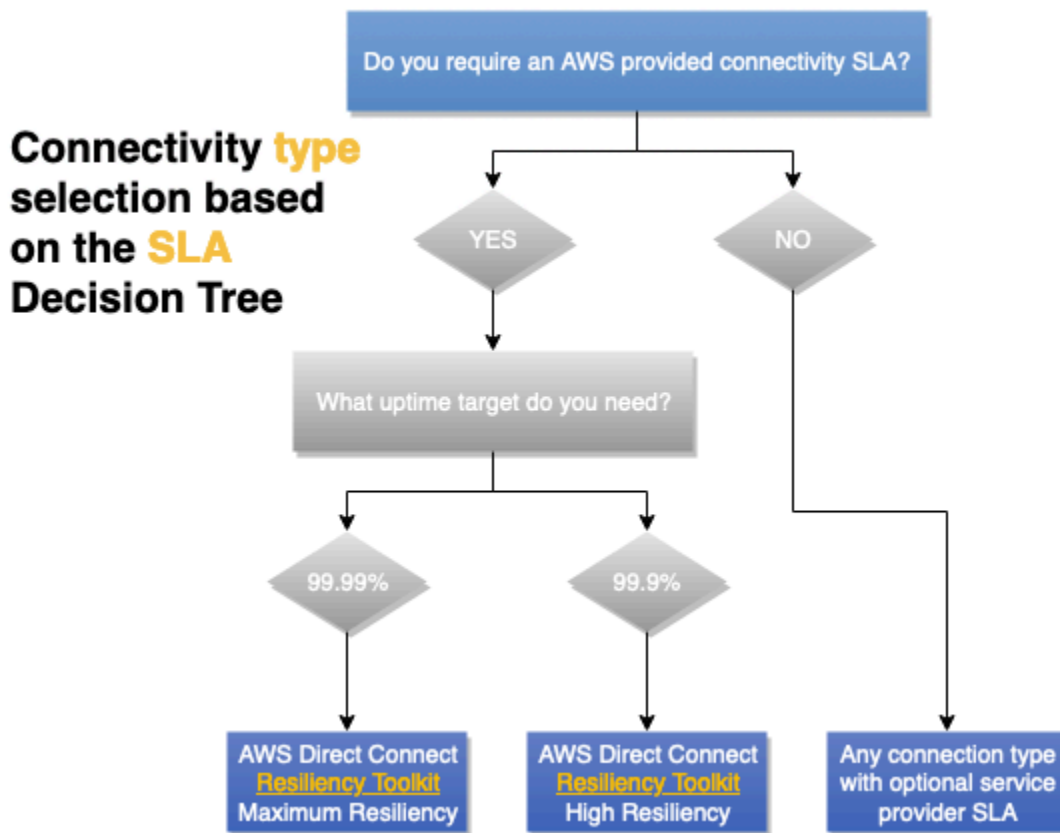 Do you require an AWS provided connectivity SLA?
Connectivity type
selection based
on the SLA
Decision Tree
YES
NO
What uptime target do you need?
99.99%
99.9%
AWS Direct Connect
Resiliency Toolkit
Maximum Resiliency
AWS Direct Connect
Resiliency Toolkit
High Resiliency
Any connection type
with optional service
provider SLA